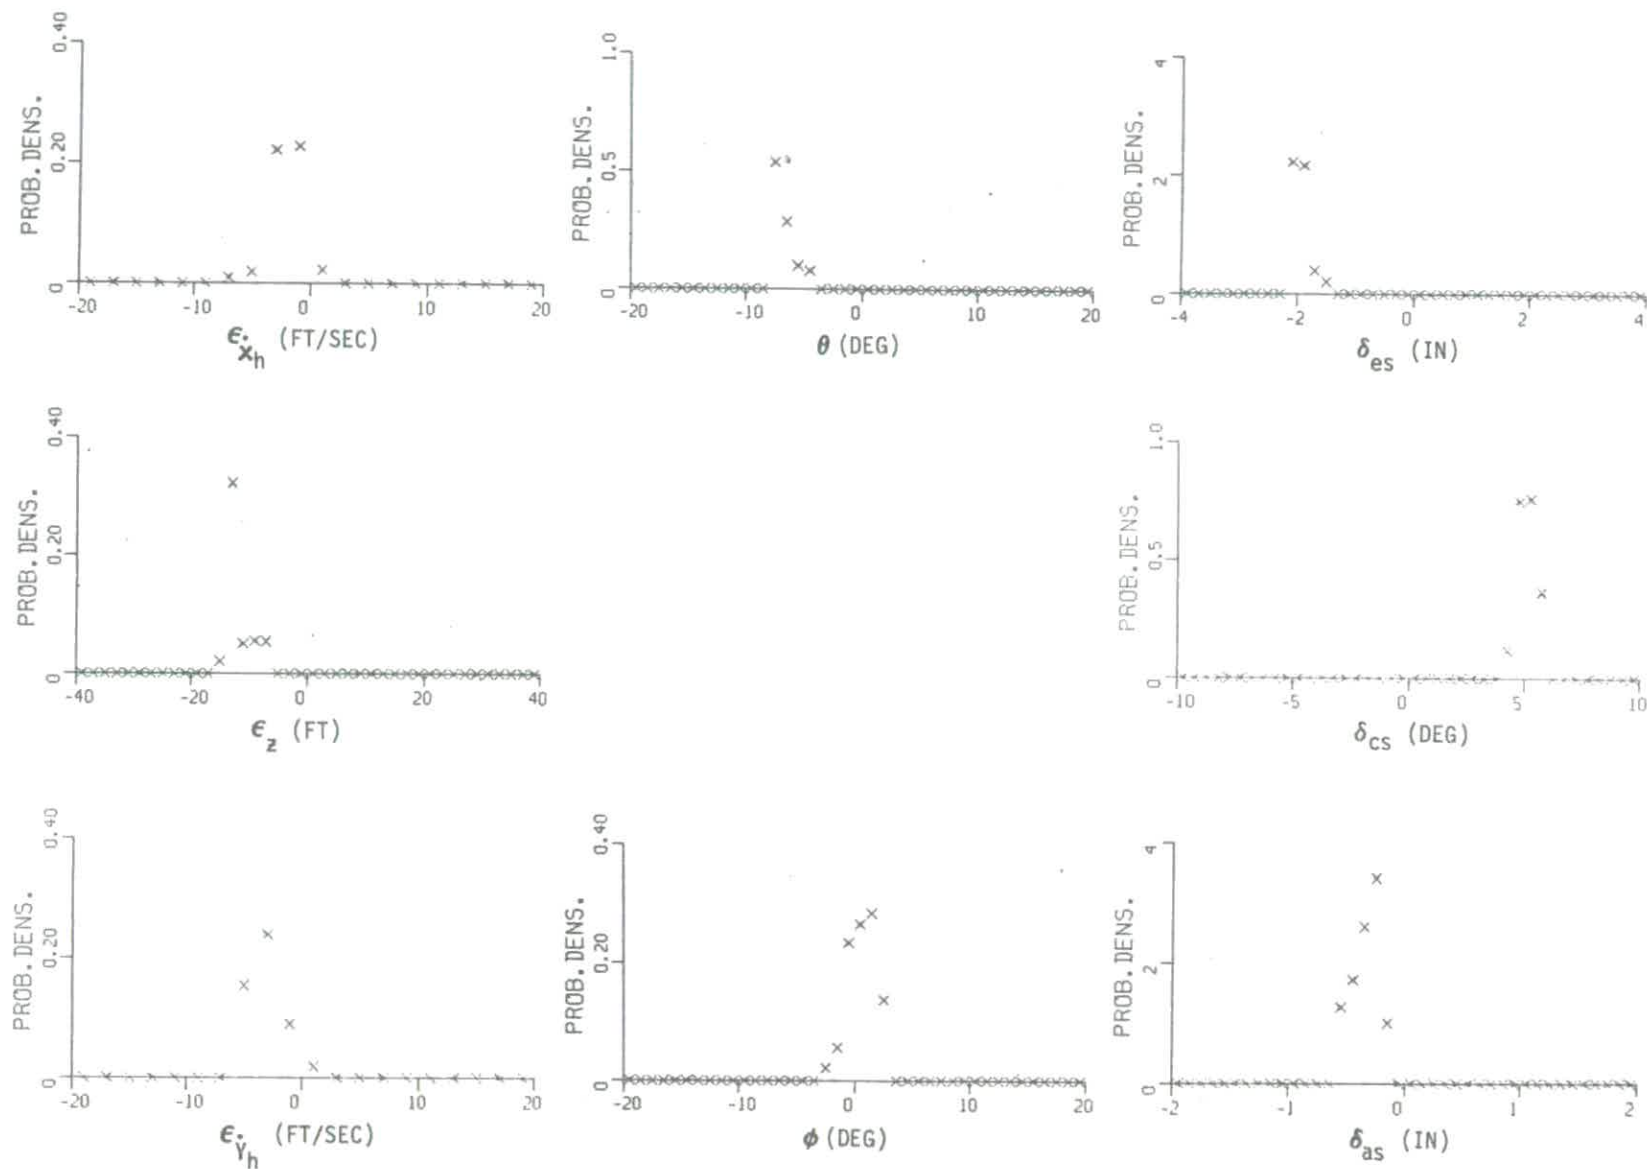 PROB.DENS.
0 0.20 0.40
-20 -10 0 10 20
ϵẋh (FT/SEC)
PROB.DENS.
0 0.5 1.0
-20 -10 0 10 20
θ (DEG)
PROB.DENS.
0 2 4
-4 -2 0 2 4
δes (IN)
PROB.DENS.
0 0.20 0.40
-40 -20 0 20 40
ϵz (FT)
PROB.DENS.
0 0.5 1.0
-10 -5 0 5 10
δcs (DEG)
PROB.DENS.
0 0.20 0.40
-20 -10 0 10 20
ϵẎh (FT/SEC)
PROB.DENS.
0 0.20 0.40
-20 -10 0 10 20
ϕ (DEG)
PROB.DENS.
0 2 4
-2 -1 0 1 2
δas (IN)